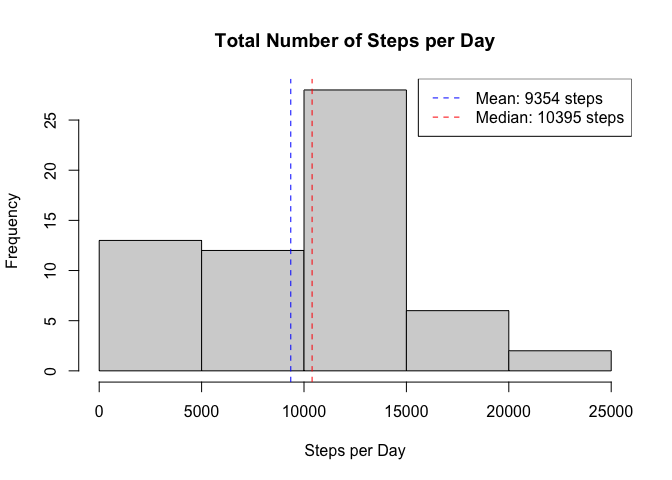 Total Number of Steps per Day
Mean: 9354 steps
Median: 10395 steps
Frequency
25
20
15
10
5
0
0 5000 10000 15000 20000 25000
Steps per Day